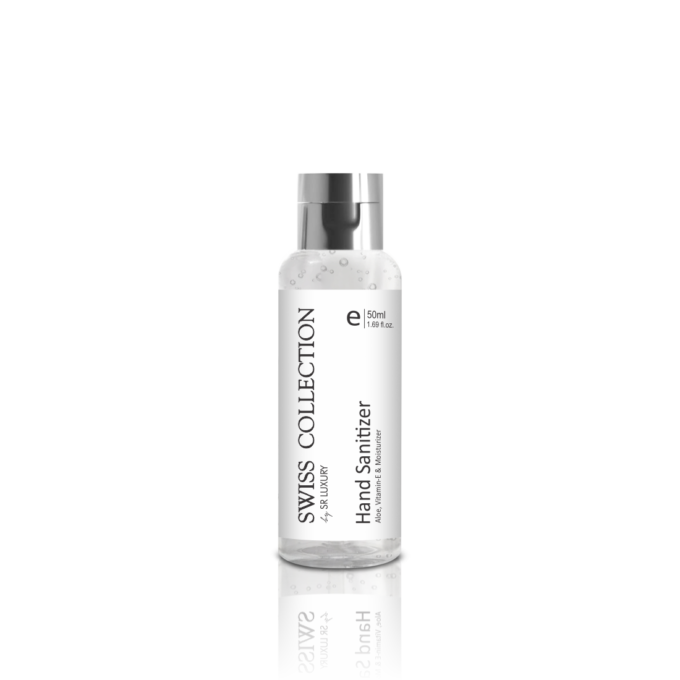 SWISS COLLECTION
by SR LUXURY
℮ 50ml
1.69 fl.oz.
Hand Sanitizer
Aloe, Vitamin-E & Moisturizer